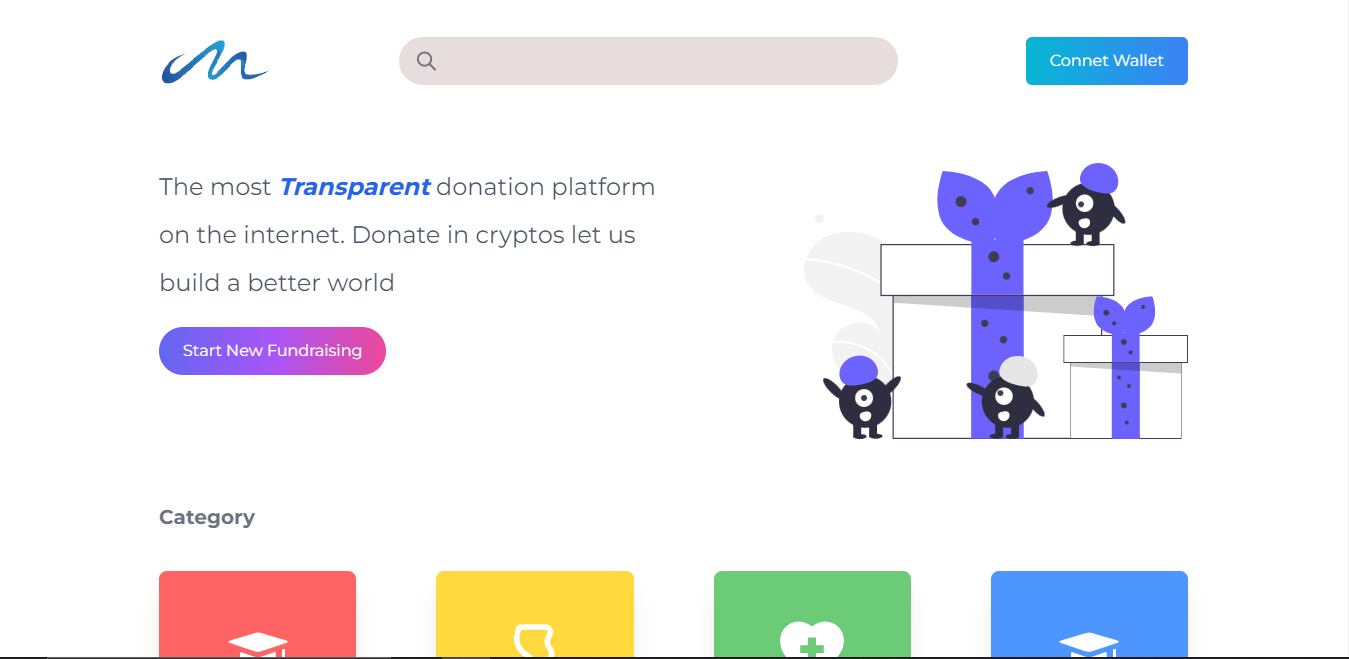 Connet Wallet
The most Transparent donation platform
on the internet. Donate in cryptos let us
build a better world
Start New Fundraising
Category